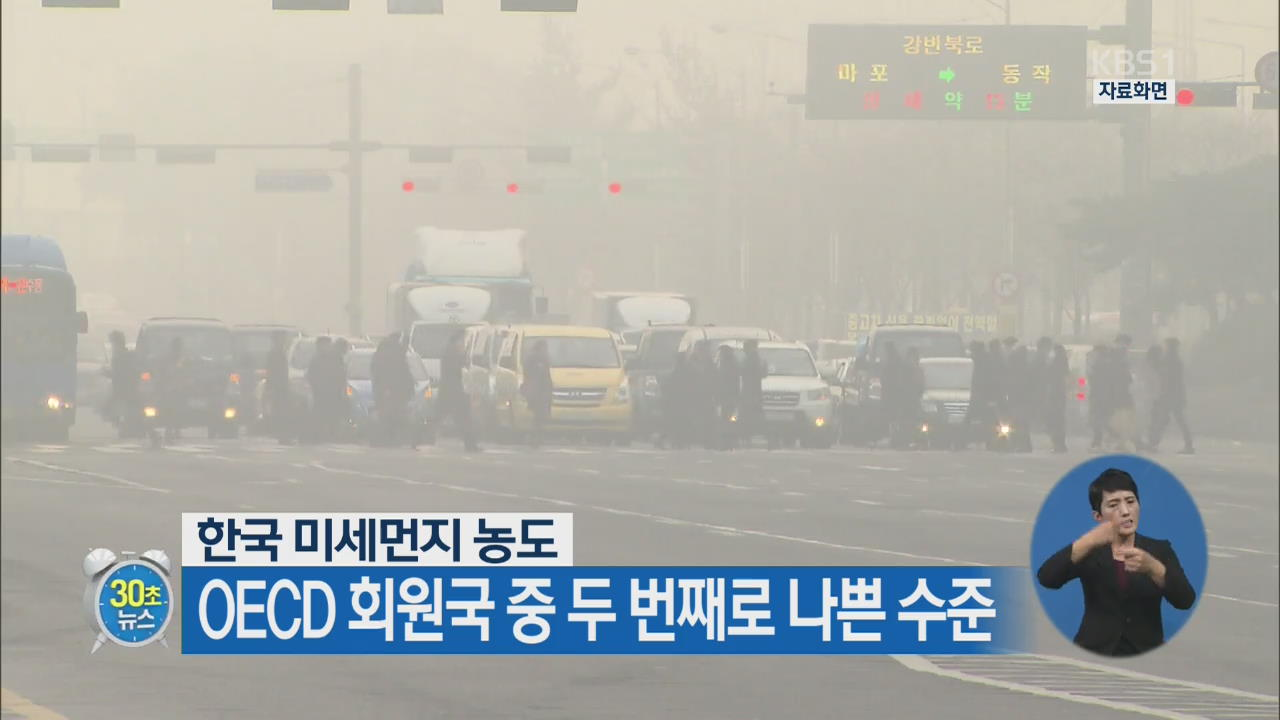 강변북로
마포 → 동작
약 분
KBS1
자료화면
한국 미세먼지 농도
30초
뉴스
OECD 회원국 중 두 번째로 나쁜 수준